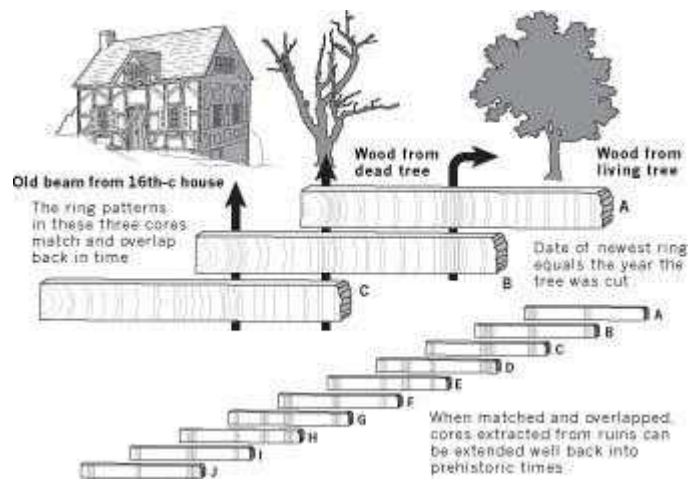 Wood from
dead tree
Wood from
living tree
Old beam from 16th-c house
The ring patterns
in these three cores
match and overlap
back in time
A
Date of newest ring
equals the year the
tree was cut
B
C
A
B
C
D
E
F
G
H
I
J
When matched and overlapped,
cores extracted from ruins can
be extended well back into
prehistoric times